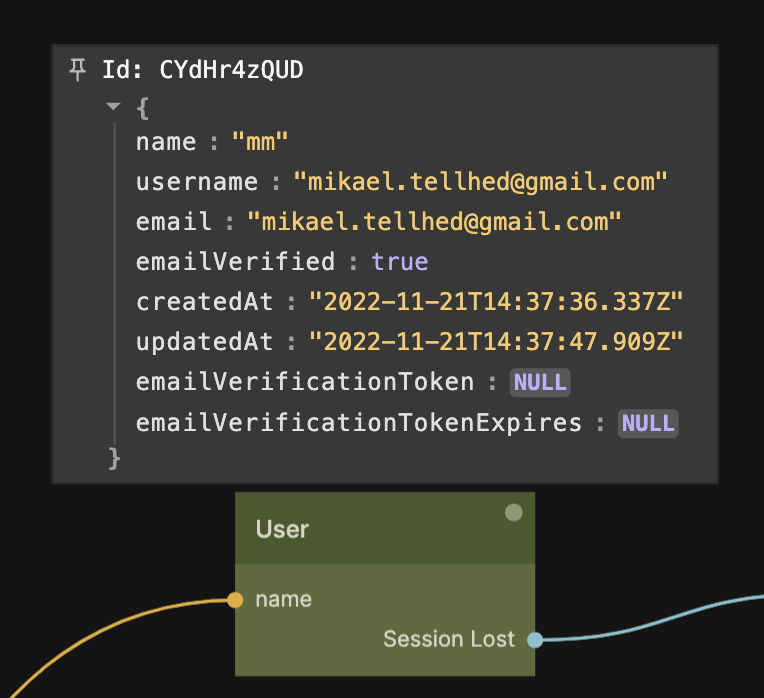 Id: CYdHr4zQUD
{
name : "mm"
username : "mikael.tellhed@gmail.com"
email : "mikael.tellhed@gmail.com"
emailVerified : true
createdAt : "2022-11-21T14:37:36.337Z"
updatedAt : "2022-11-21T14:37:47.909Z"
emailVerificationToken : NULL
emailVerificationTokenExpires : NULL
}
User
name
Session Lost